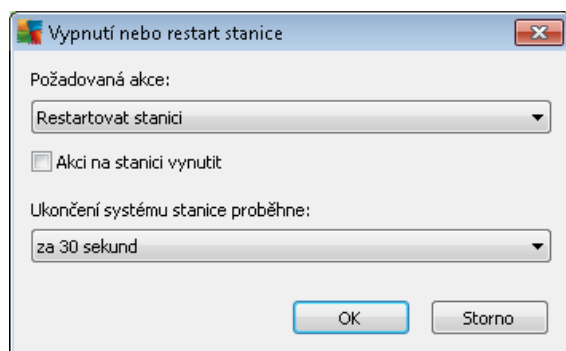 Vypnutí nebo restart stanice
Požadovaná akce:
Restartovat stanici
Akci na stanici vynutit
Ukončení systému stanice proběhne:
za 30 sekund
OK Storno